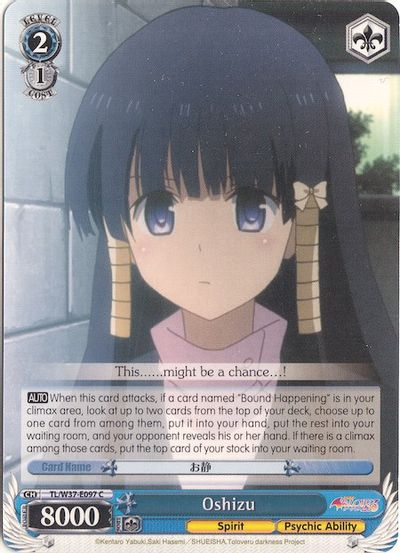 LEVEL
2
1
COST
This......might be a chance...!
AUTO When this card attacks, if a card named "Bound Happening" is in your
climax area, look at up to two cards from the top of your deck, choose up
to one card from among them, put it into your hand, put the rest into your
waiting room, and your opponent reveals his or her hand. If there is a climax
among those cards, put the top card of your stock into your waiting room.
Card Name お静
CH TL/W37-E097 C
POWER 8000 Oshizu
Spirit Psychic Ability
©Kentaro Yabuki,Saki Hasemi / SHUEISHA,Toloveru darkness Project